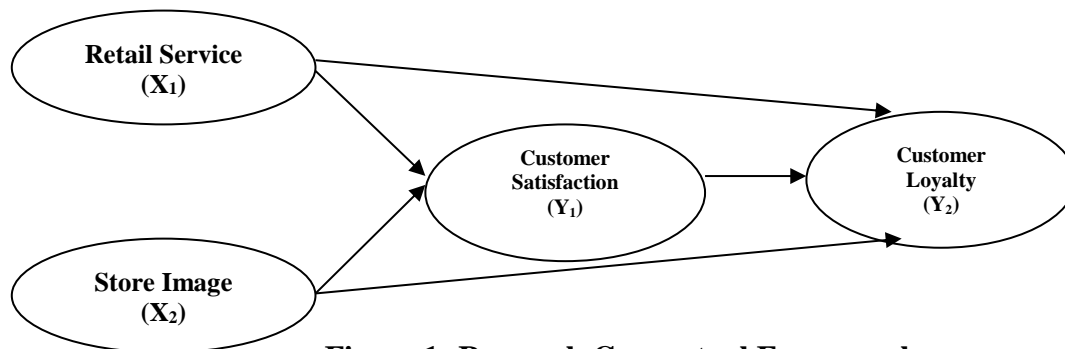 Retail Service
(X₁)
Customer
Satisfaction
(Y₁)
Customer
Loyalty
(Y₂)
Store Image
(X₂)
Figure 1: Research Conceptual Framework